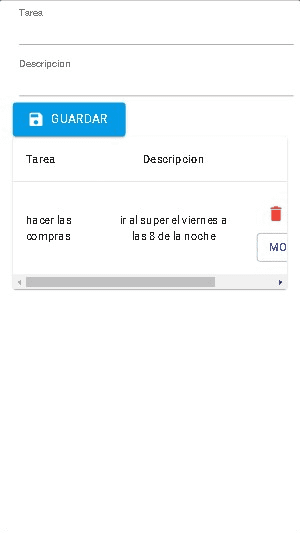 Tarea
Descripcion
GUARDAR
Tarea Descripcion
hacer las ir al super el viernes a
compras las 8 de la noche
MO